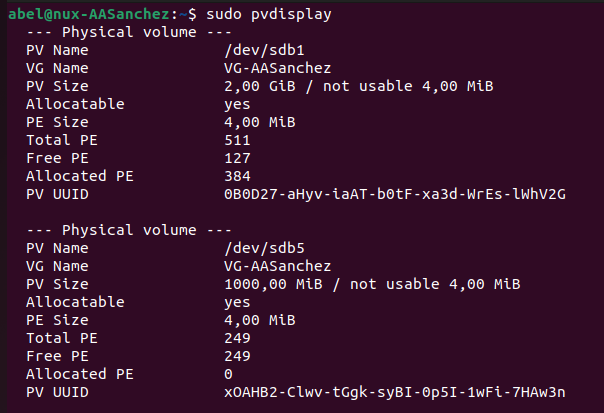 abel@nux-AASanchez:~$ sudo pvdisplay
--- Physical volume ---
PV Name /dev/sdb1
VG Name VG-AASanchez
PV Size 2,00 GiB / not usable 4,00 MiB
Allocatable yes
PE Size 4,00 MiB
Total PE 511
Free PE 127
Allocated PE 384
PV UUID 0B0D27-aHyv-iaAT-b0tF-xa3d-WrEs-lWhV2G
--- Physical volume ---
PV Name /dev/sdb5
VG Name VG-AASanchez
PV Size 1000,00 MiB / not usable 4,00 MiB
Allocatable yes
PE Size 4,00 MiB
Total PE 249
Free PE 249
Allocated PE 0
PV UUID xOAHB2-Clwv-tGgk-syBI-0p5I-1wFi-7HAw3n